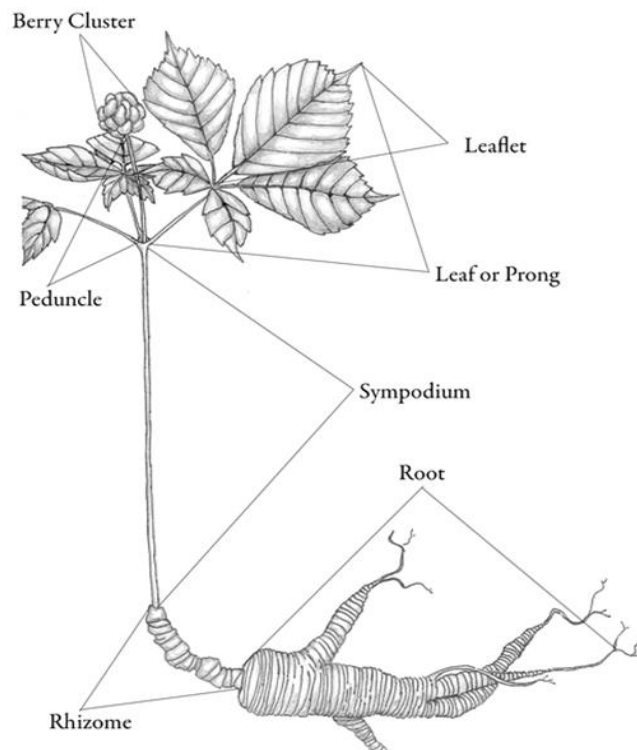 Berry Cluster
Leaflet
Leaf or Prong
Peduncle
Sympodium
Root
Rhizome